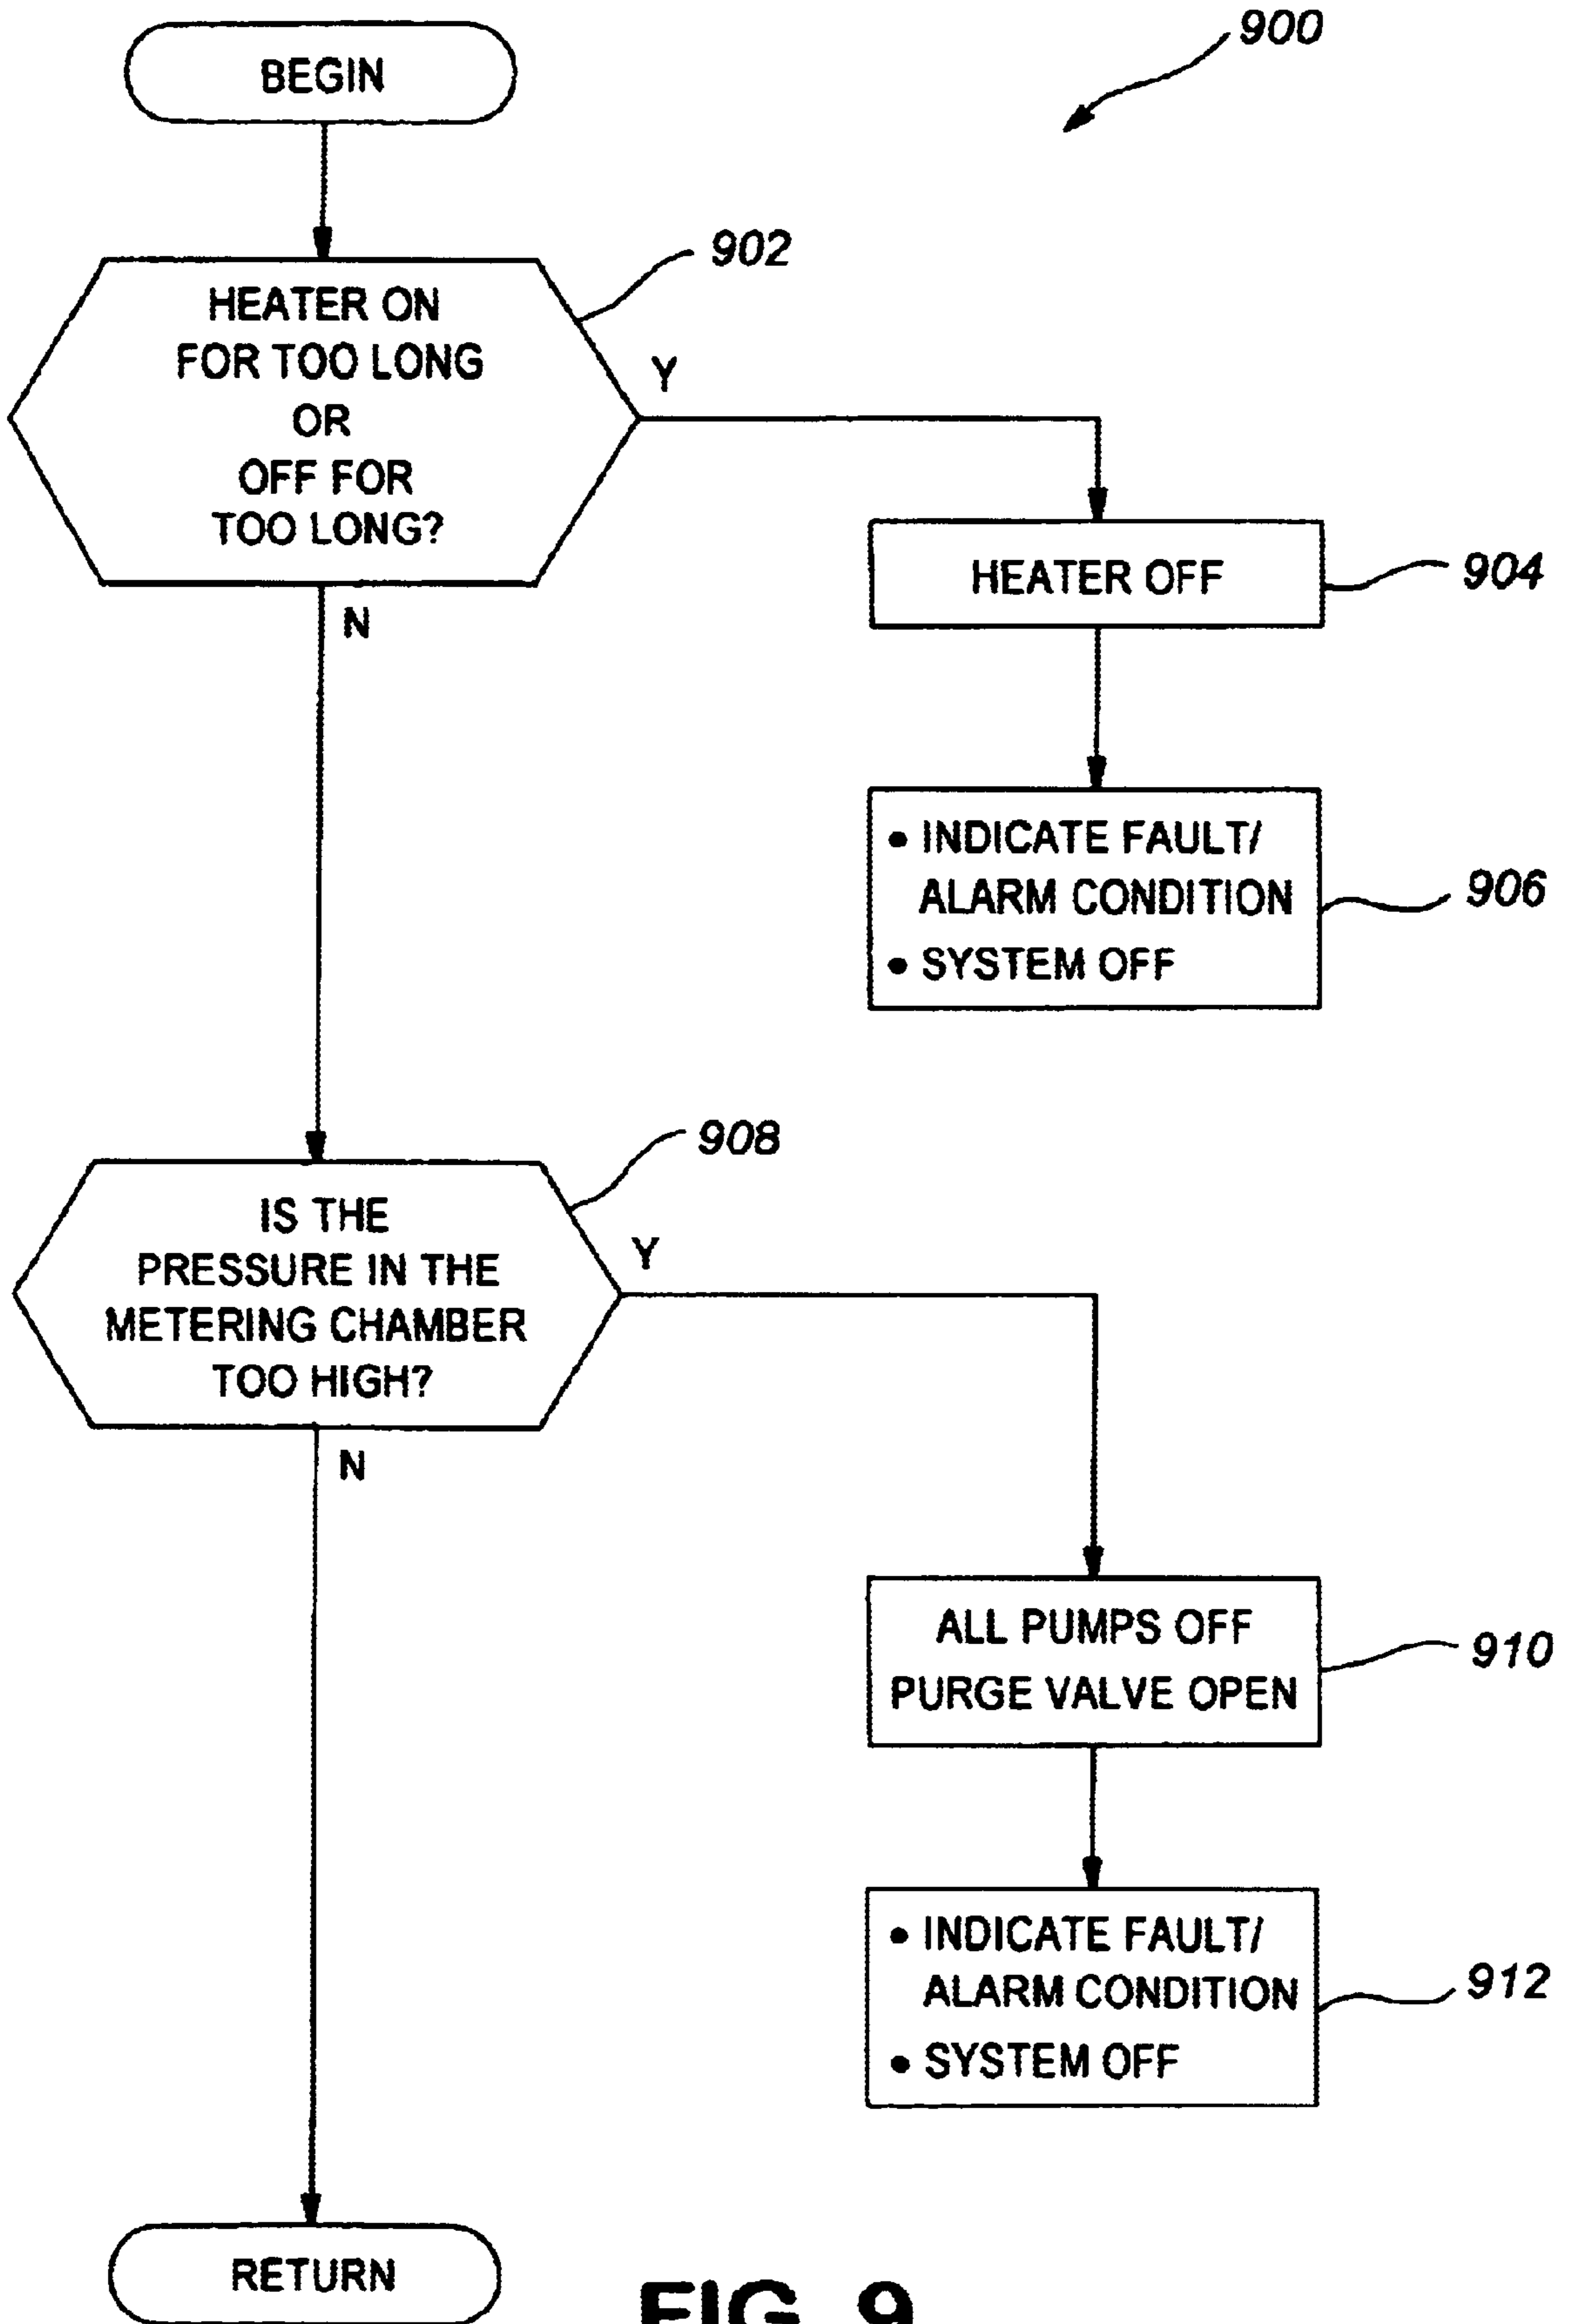 900
BEGIN
902
HEATER ON
FOR TOO LONG
OR
OFF FOR
TOO LONG?
Y
N
HEATER OFF
904
• INDICATE FAULT/
ALARM CONDITION
• SYSTEM OFF
906
908
IS THE
PRESSURE IN THE
METERING CHAMBER
TOO HIGH?
Y
N
ALL PUMPS OFF
PURGE VALVE OPEN
910
• INDICATE FAULT/
ALARM CONDITION
• SYSTEM OFF
912
RETURN
FIG. 9